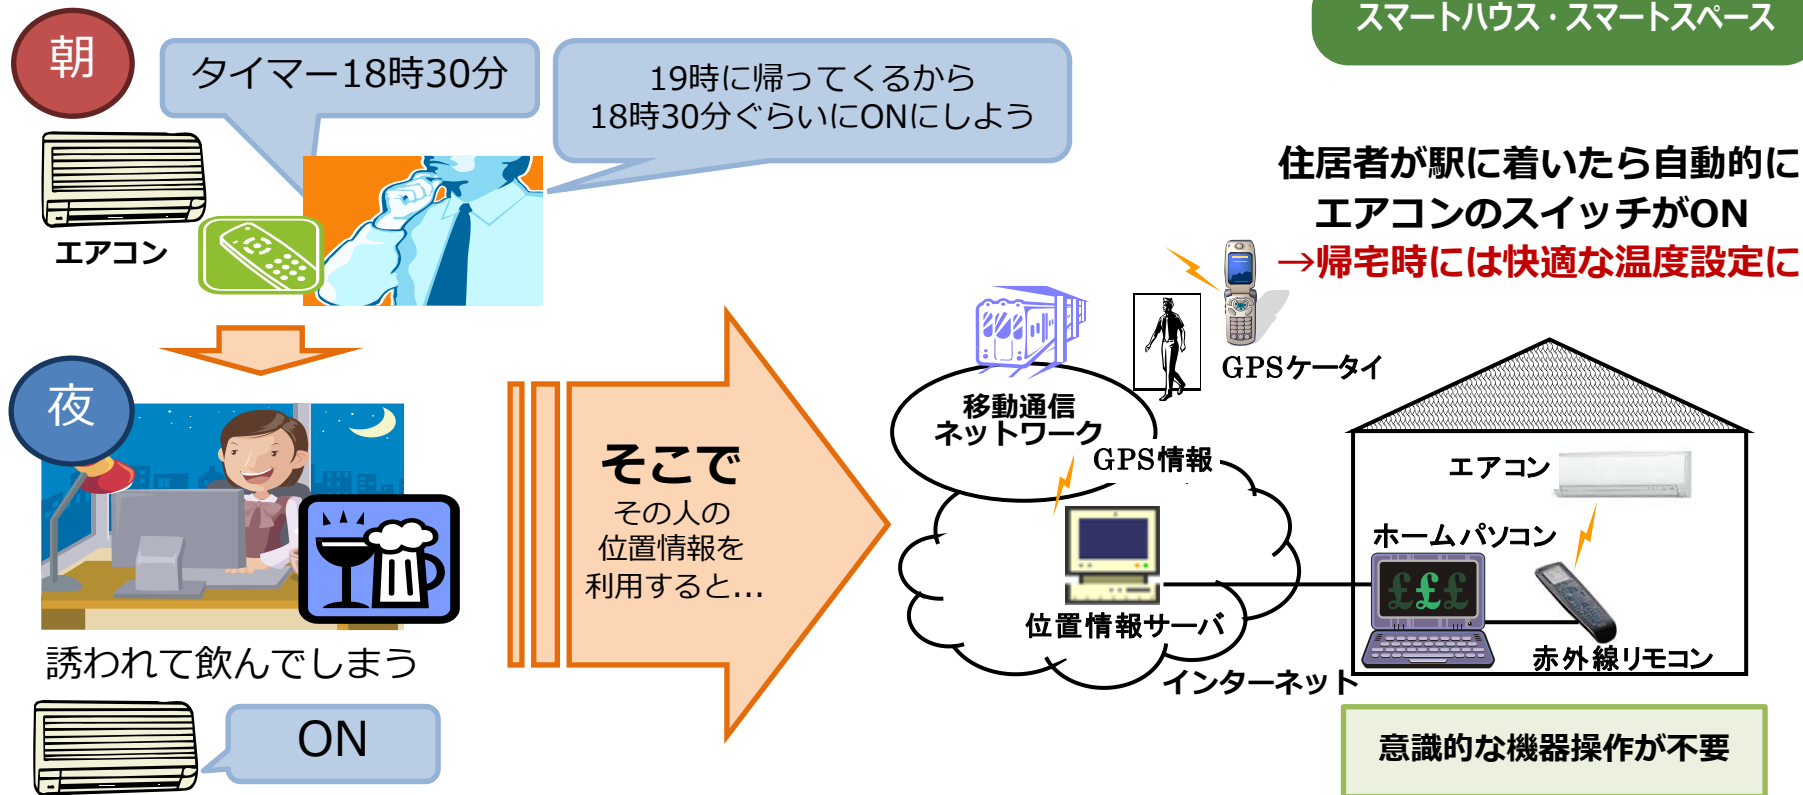 スマートハウス・スマートスペース
朝
タイマー18時30分
19時に帰ってくるから
18時30分ぐらいにONにしよう
エアコン
住居者が駅に着いたら自動的に
エアコンのスイッチがON
→帰宅時には快適な温度設定に
夜
誘われて飲んでしまう
ON
そこで
その人の
位置情報を
利用すると...
GPSケータイ
移動通信
ネットワーク
GPS情報
位置情報サーバ
インターネット
エアコン
ホームパソコン
£££
赤外線リモコン
意識的な機器操作が不要